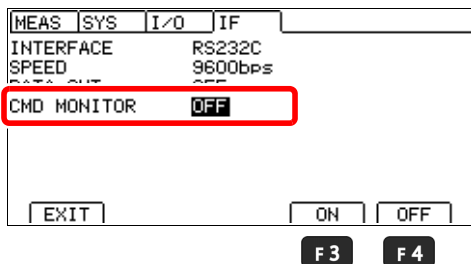 MEAS SYS I/O IF
INTERFACE RS232C
SPEED 9600bps
CMD MONITOR OFF
EXIT ON OFF
F3 F4